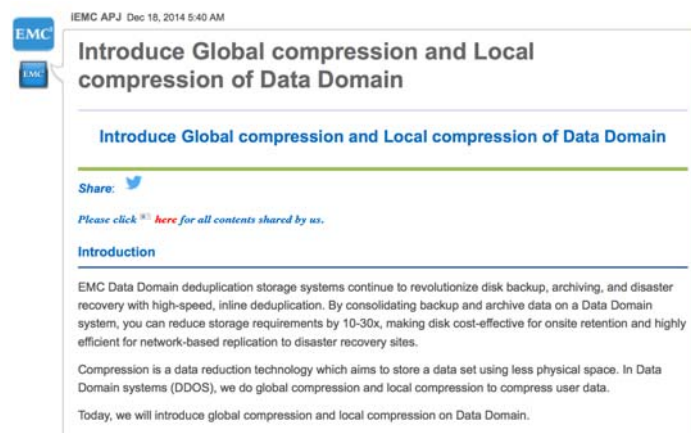 iEMC APJ Dec 18, 2014 5:40 AM
EMC²
EMC
Introduce Global compression and Local
compression of Data Domain
Introduce Global compression and Local compression of Data Domain
Share:
Please click here for all contents shared by us.
Introduction
EMC Data Domain deduplication storage systems continue to revolutionize disk backup, archiving, and disaster
recovery with high-speed, inline deduplication. By consolidating backup and archive data on a Data Domain
system, you can reduce storage requirements by 10-30x, making disk cost-effective for onsite retention and highly
efficient for network-based replication to disaster recovery sites.
Compression is a data reduction technology which aims to store a data set using less physical space. In Data
Domain systems (DDOS), we do global compression and local compression to compress user data.
Today, we will introduce global compression and local compression on Data Domain.